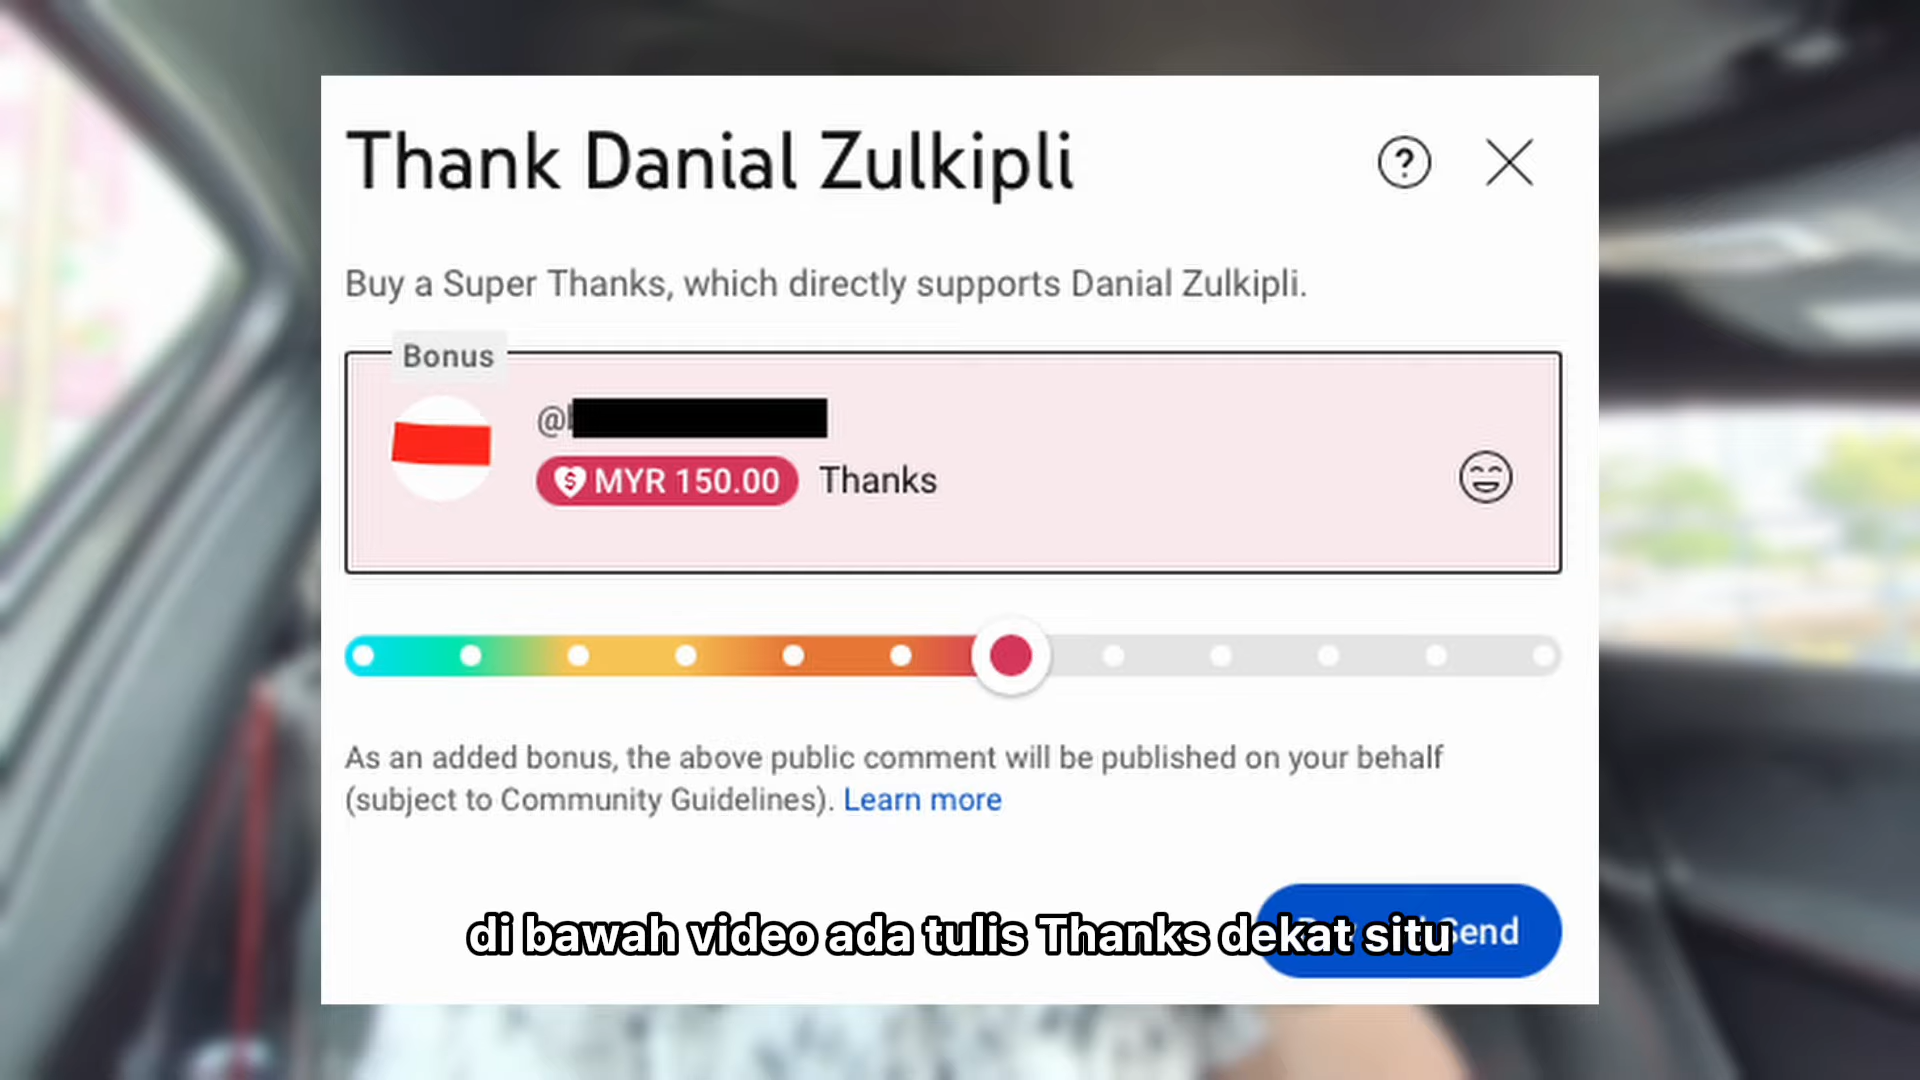 Thank Danial Zulkipli
Buy a Super Thanks, which directly supports Danial Zulkipli.
Bonus
@
MYR 150.00 Thanks
As an added bonus, the above public comment will be published on your behalf
(subject to Community Guidelines). Learn more
Send
di bawah video ada tulis Thanks dekat situ